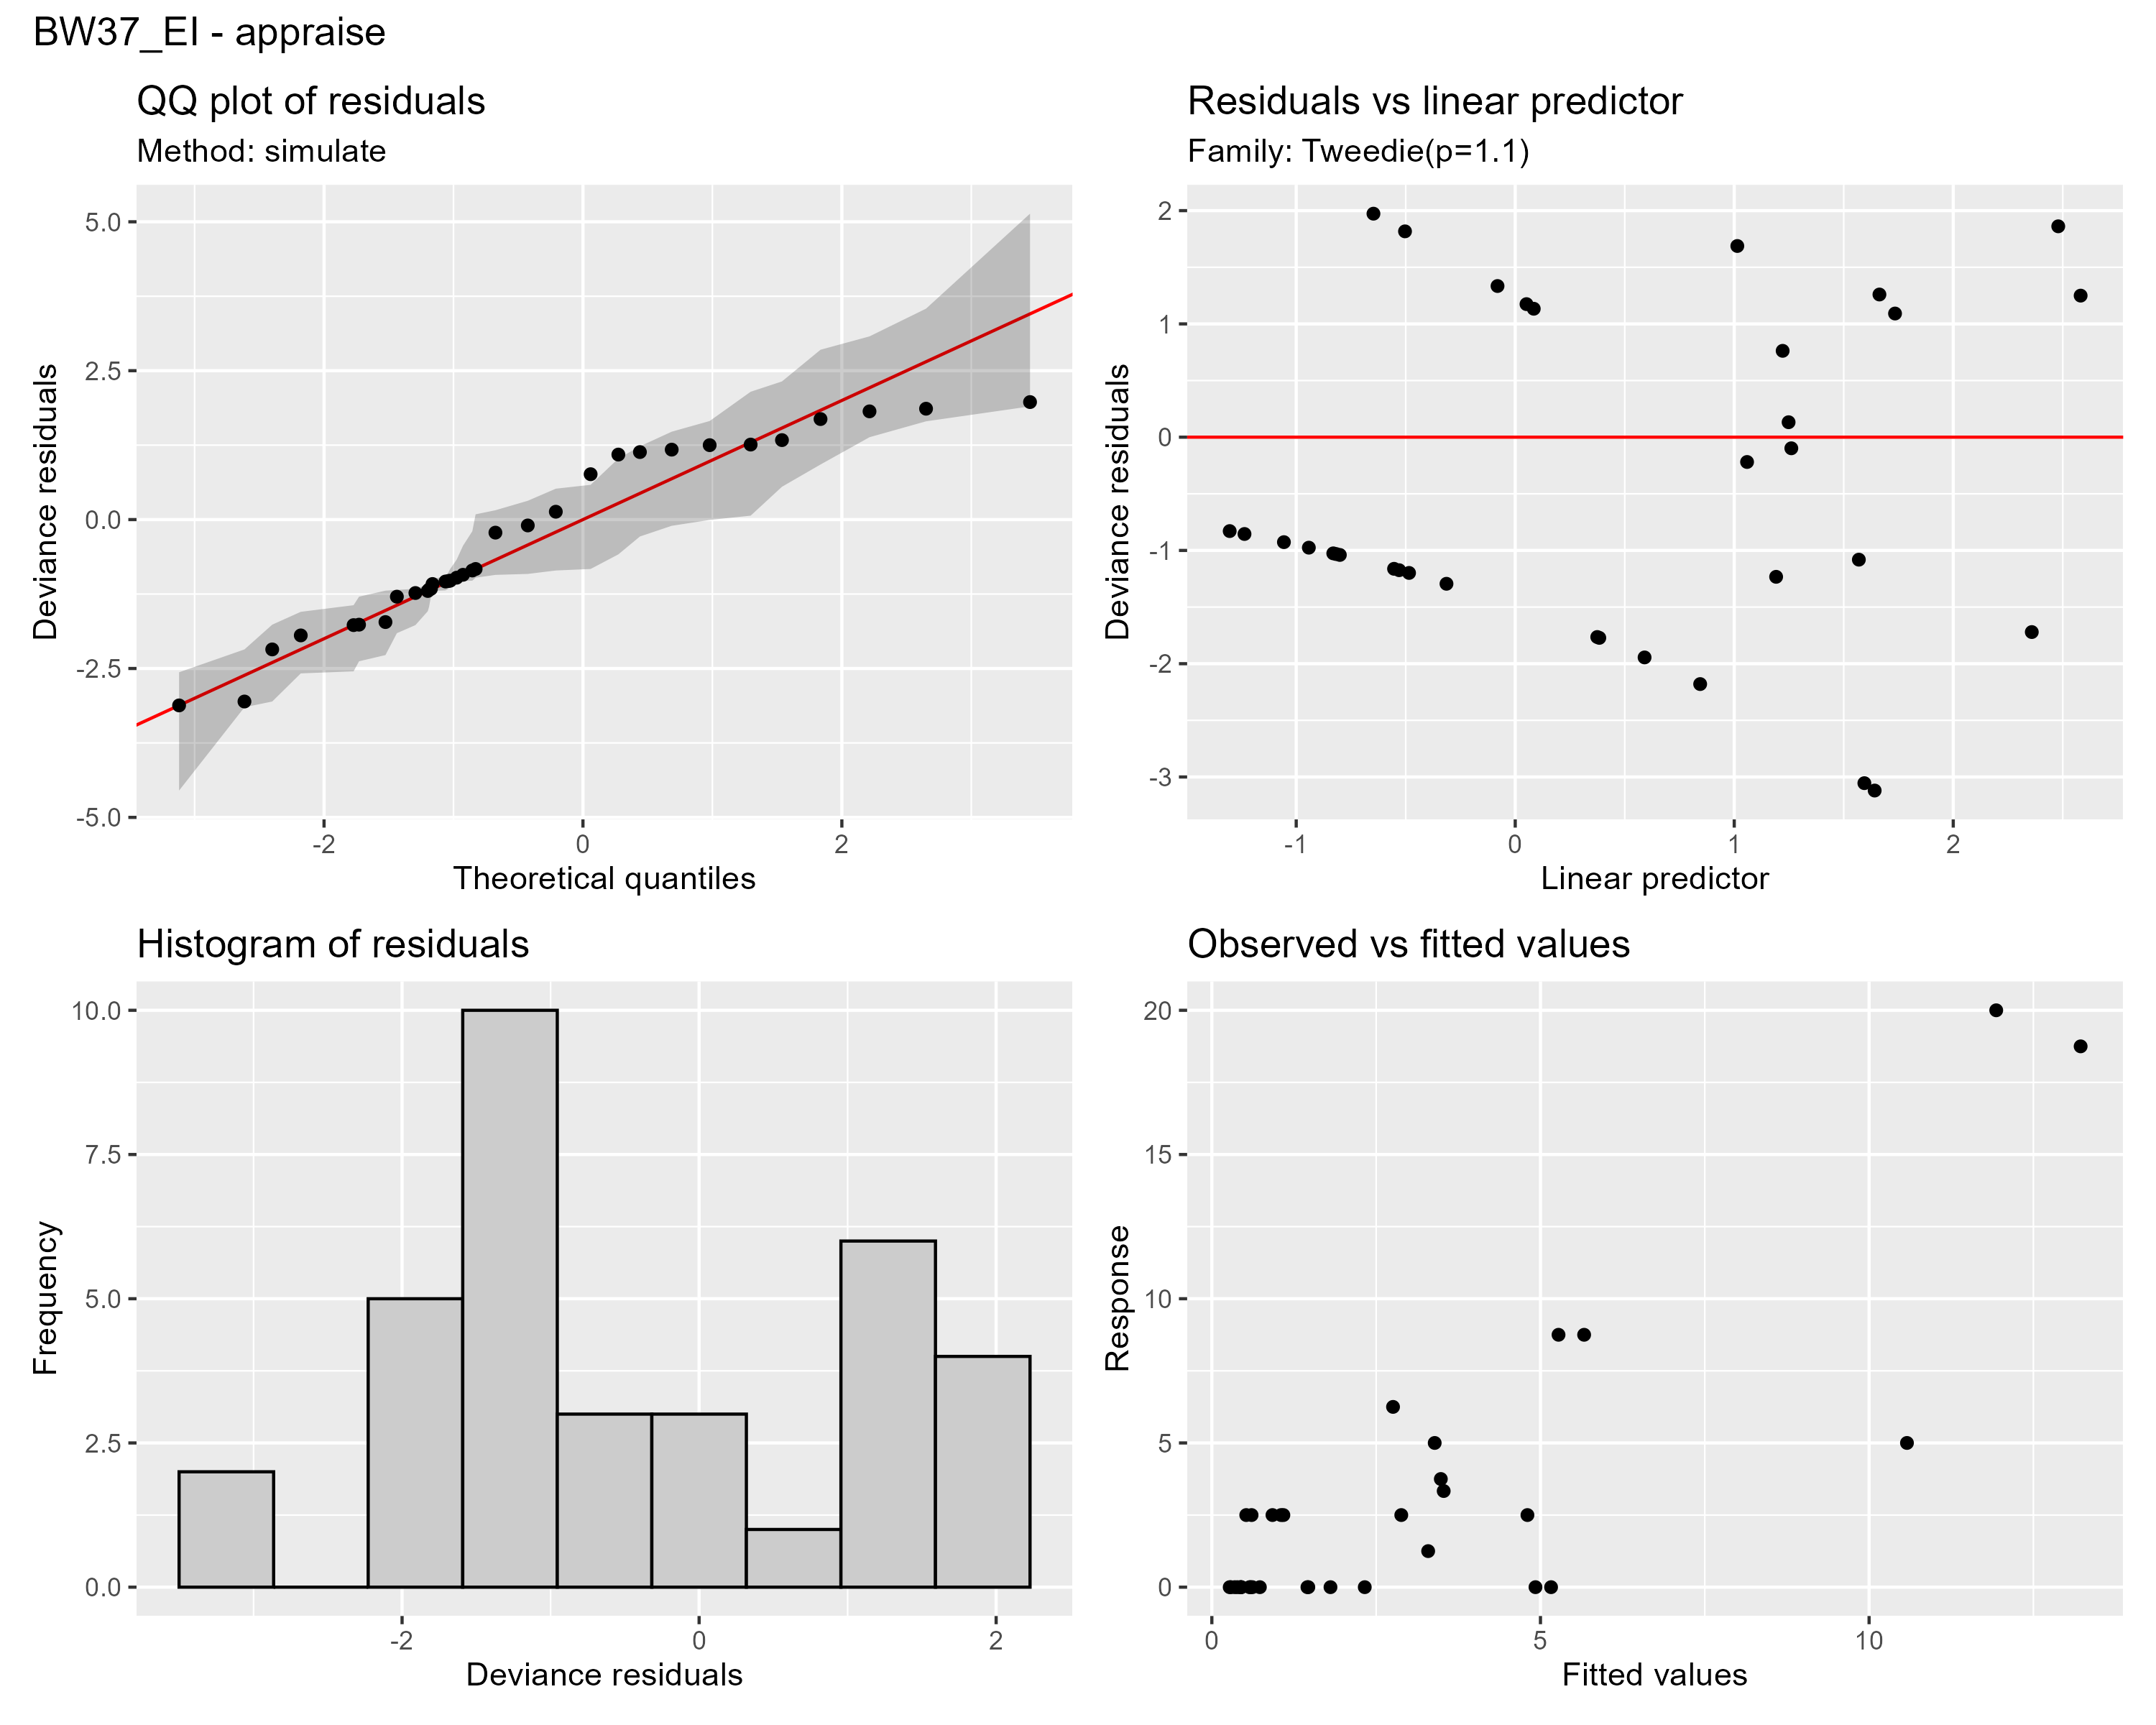 BW37_EI - appraise
QQ plot of residuals
Method: simulate
5.0
2.5
0.0
-2.5
-5.0
-2
0
2
Deviance residuals
Theoretical quantiles
Residuals vs linear predictor
Family: Tweedie(p=1.1)
2
1
0
-1
-2
-3
-1
0
1
2
Deviance residuals
Linear predictor
Histogram of residuals
10.0
7.5
5.0
2.5
0.0
-2
0
2
Frequency
Deviance residuals
Observed vs fitted values
20
15
10
5
0
0
5
10
Response
Fitted values